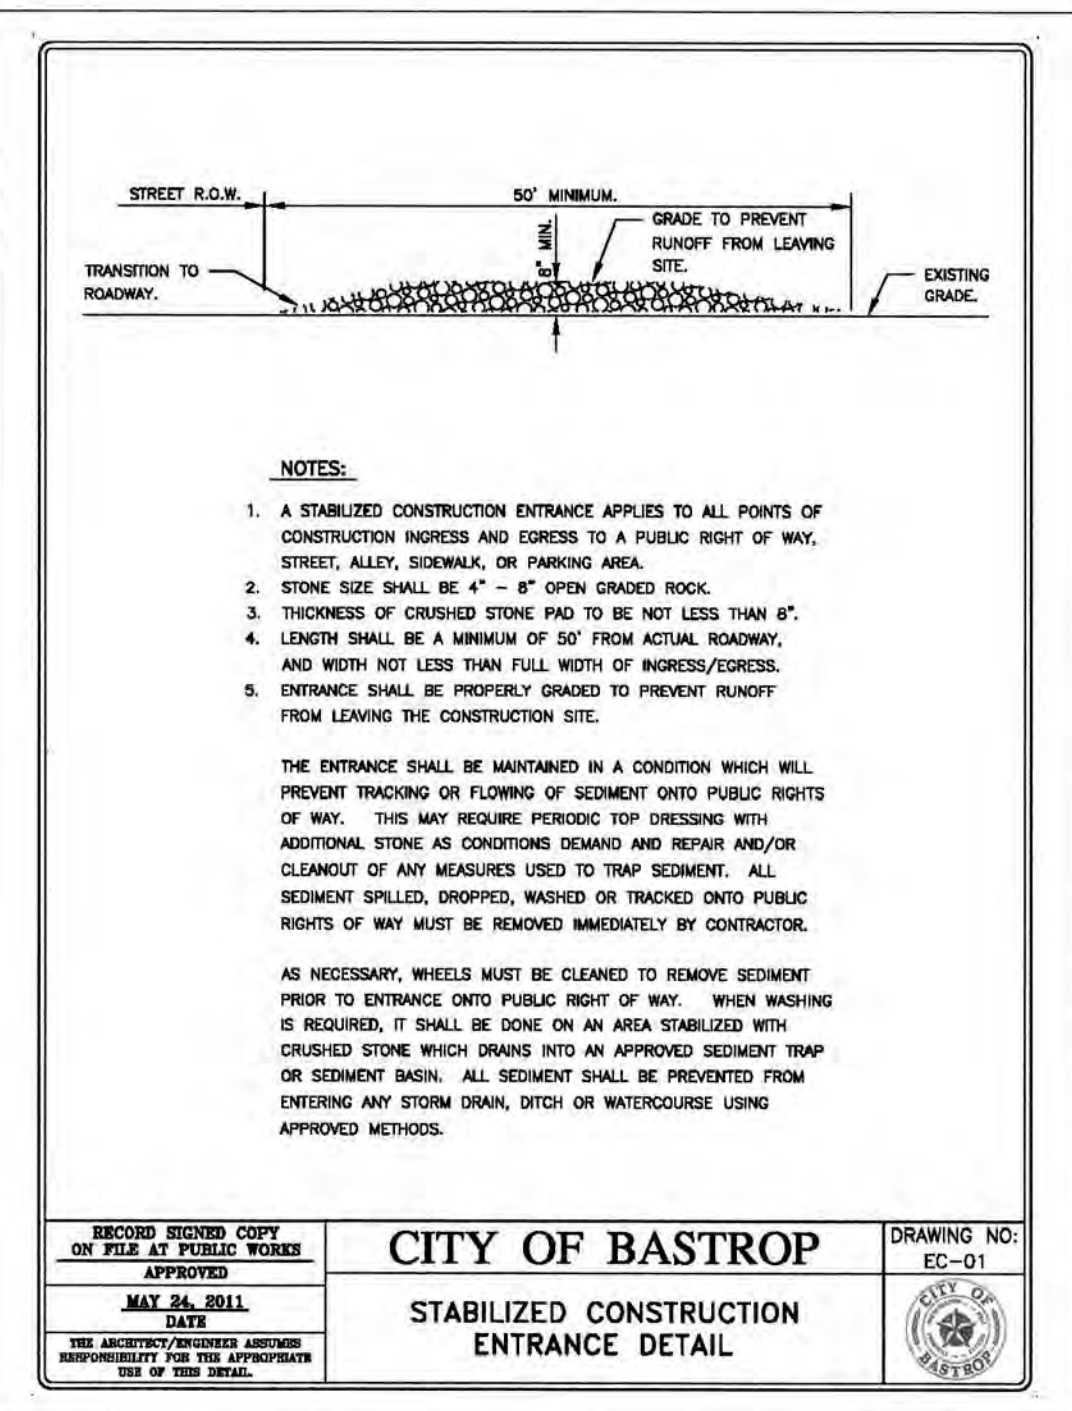 STREET R.O.W.
50' MINIMUM.
8" MIN.
GRADE TO PREVENT
RUNOFF FROM LEAVING
SITE.
TRANSITION TO
ROADWAY.
EXISTING
GRADE.
NOTES:
1. A STABILIZED CONSTRUCTION ENTRANCE APPLIES TO ALL POINTS OF
CONSTRUCTION INGRESS AND EGRESS TO A PUBLIC RIGHT OF WAY,
STREET, ALLEY, SIDEWALK, OR PARKING AREA.
2. STONE SIZE SHALL BE 4" – 8" OPEN GRADED ROCK.
3. THICKNESS OF CRUSHED STONE PAD TO BE NOT LESS THAN 8".
4. LENGTH SHALL BE A MINIMUM OF 50' FROM ACTUAL ROADWAY,
AND WIDTH NOT LESS THAN FULL WIDTH OF INGRESS/EGRESS.
5. ENTRANCE SHALL BE PROPERLY GRADED TO PREVENT RUNOFF
FROM LEAVING THE CONSTRUCTION SITE.
THE ENTRANCE SHALL BE MAINTAINED IN A CONDITION WHICH WILL
PREVENT TRACKING OR FLOWING OF SEDIMENT ONTO PUBLIC RIGHTS
OF WAY. THIS MAY REQUIRE PERIODIC TOP DRESSING WITH
ADDITIONAL STONE AS CONDITIONS DEMAND AND REPAIR AND/OR
CLEANOUT OF ANY MEASURES USED TO TRAP SEDIMENT. ALL
SEDIMENT SPILLED, DROPPED, WASHED OR TRACKED ONTO PUBLIC
RIGHTS OF WAY MUST BE REMOVED IMMEDIATELY BY CONTRACTOR.
AS NECESSARY, WHEELS MUST BE CLEANED TO REMOVE SEDIMENT
PRIOR TO ENTRANCE ONTO PUBLIC RIGHT OF WAY. WHEN WASHING
IS REQUIRED, IT SHALL BE DONE ON AN AREA STABILIZED WITH
CRUSHED STONE WHICH DRAINS INTO AN APPROVED SEDIMENT TRAP
OR SEDIMENT BASIN. ALL SEDIMENT SHALL BE PREVENTED FROM
ENTERING ANY STORM DRAIN, DITCH OR WATERCOURSE USING
APPROVED METHODS.
RECORD SIGNED COPY
ON FILE AT PUBLIC WORKS
APPROVED
MAY 24, 2011
DATE
THE ARCHITECT/ENGINEER ASSUMES
RESPONSIBILITY FOR THE APPROPRIATE
USE OF THIS DETAIL.
CITY OF BASTROP
STABILIZED CONSTRUCTION
ENTRANCE DETAIL
DRAWING NO:
EC–01
CITY OF
BASTROP